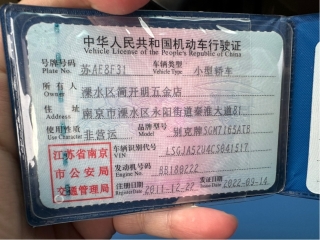 中华人民共和国机动车行驶证
Vehicle License of the People's Republic of China
号牌号码 苏AE8F31 车辆类型 小型轿车
Plate No. Vehicle Type
所有人 溧水区简开明五金店
Owner
住址 南京市溧水区永阳街道秦淮大道81
Address
使用性质 非营运 品牌型号 别克牌SGM7165ATB
Use Character Model
江苏省南京
市公安局
交通管理局
车辆识别代号 LSGJA52U4CS841517
VIN
发动机号码 BB180222
Engine No.
注册日期 2011-12-22 发证日期 2022-03-14
Register Date Issue Date